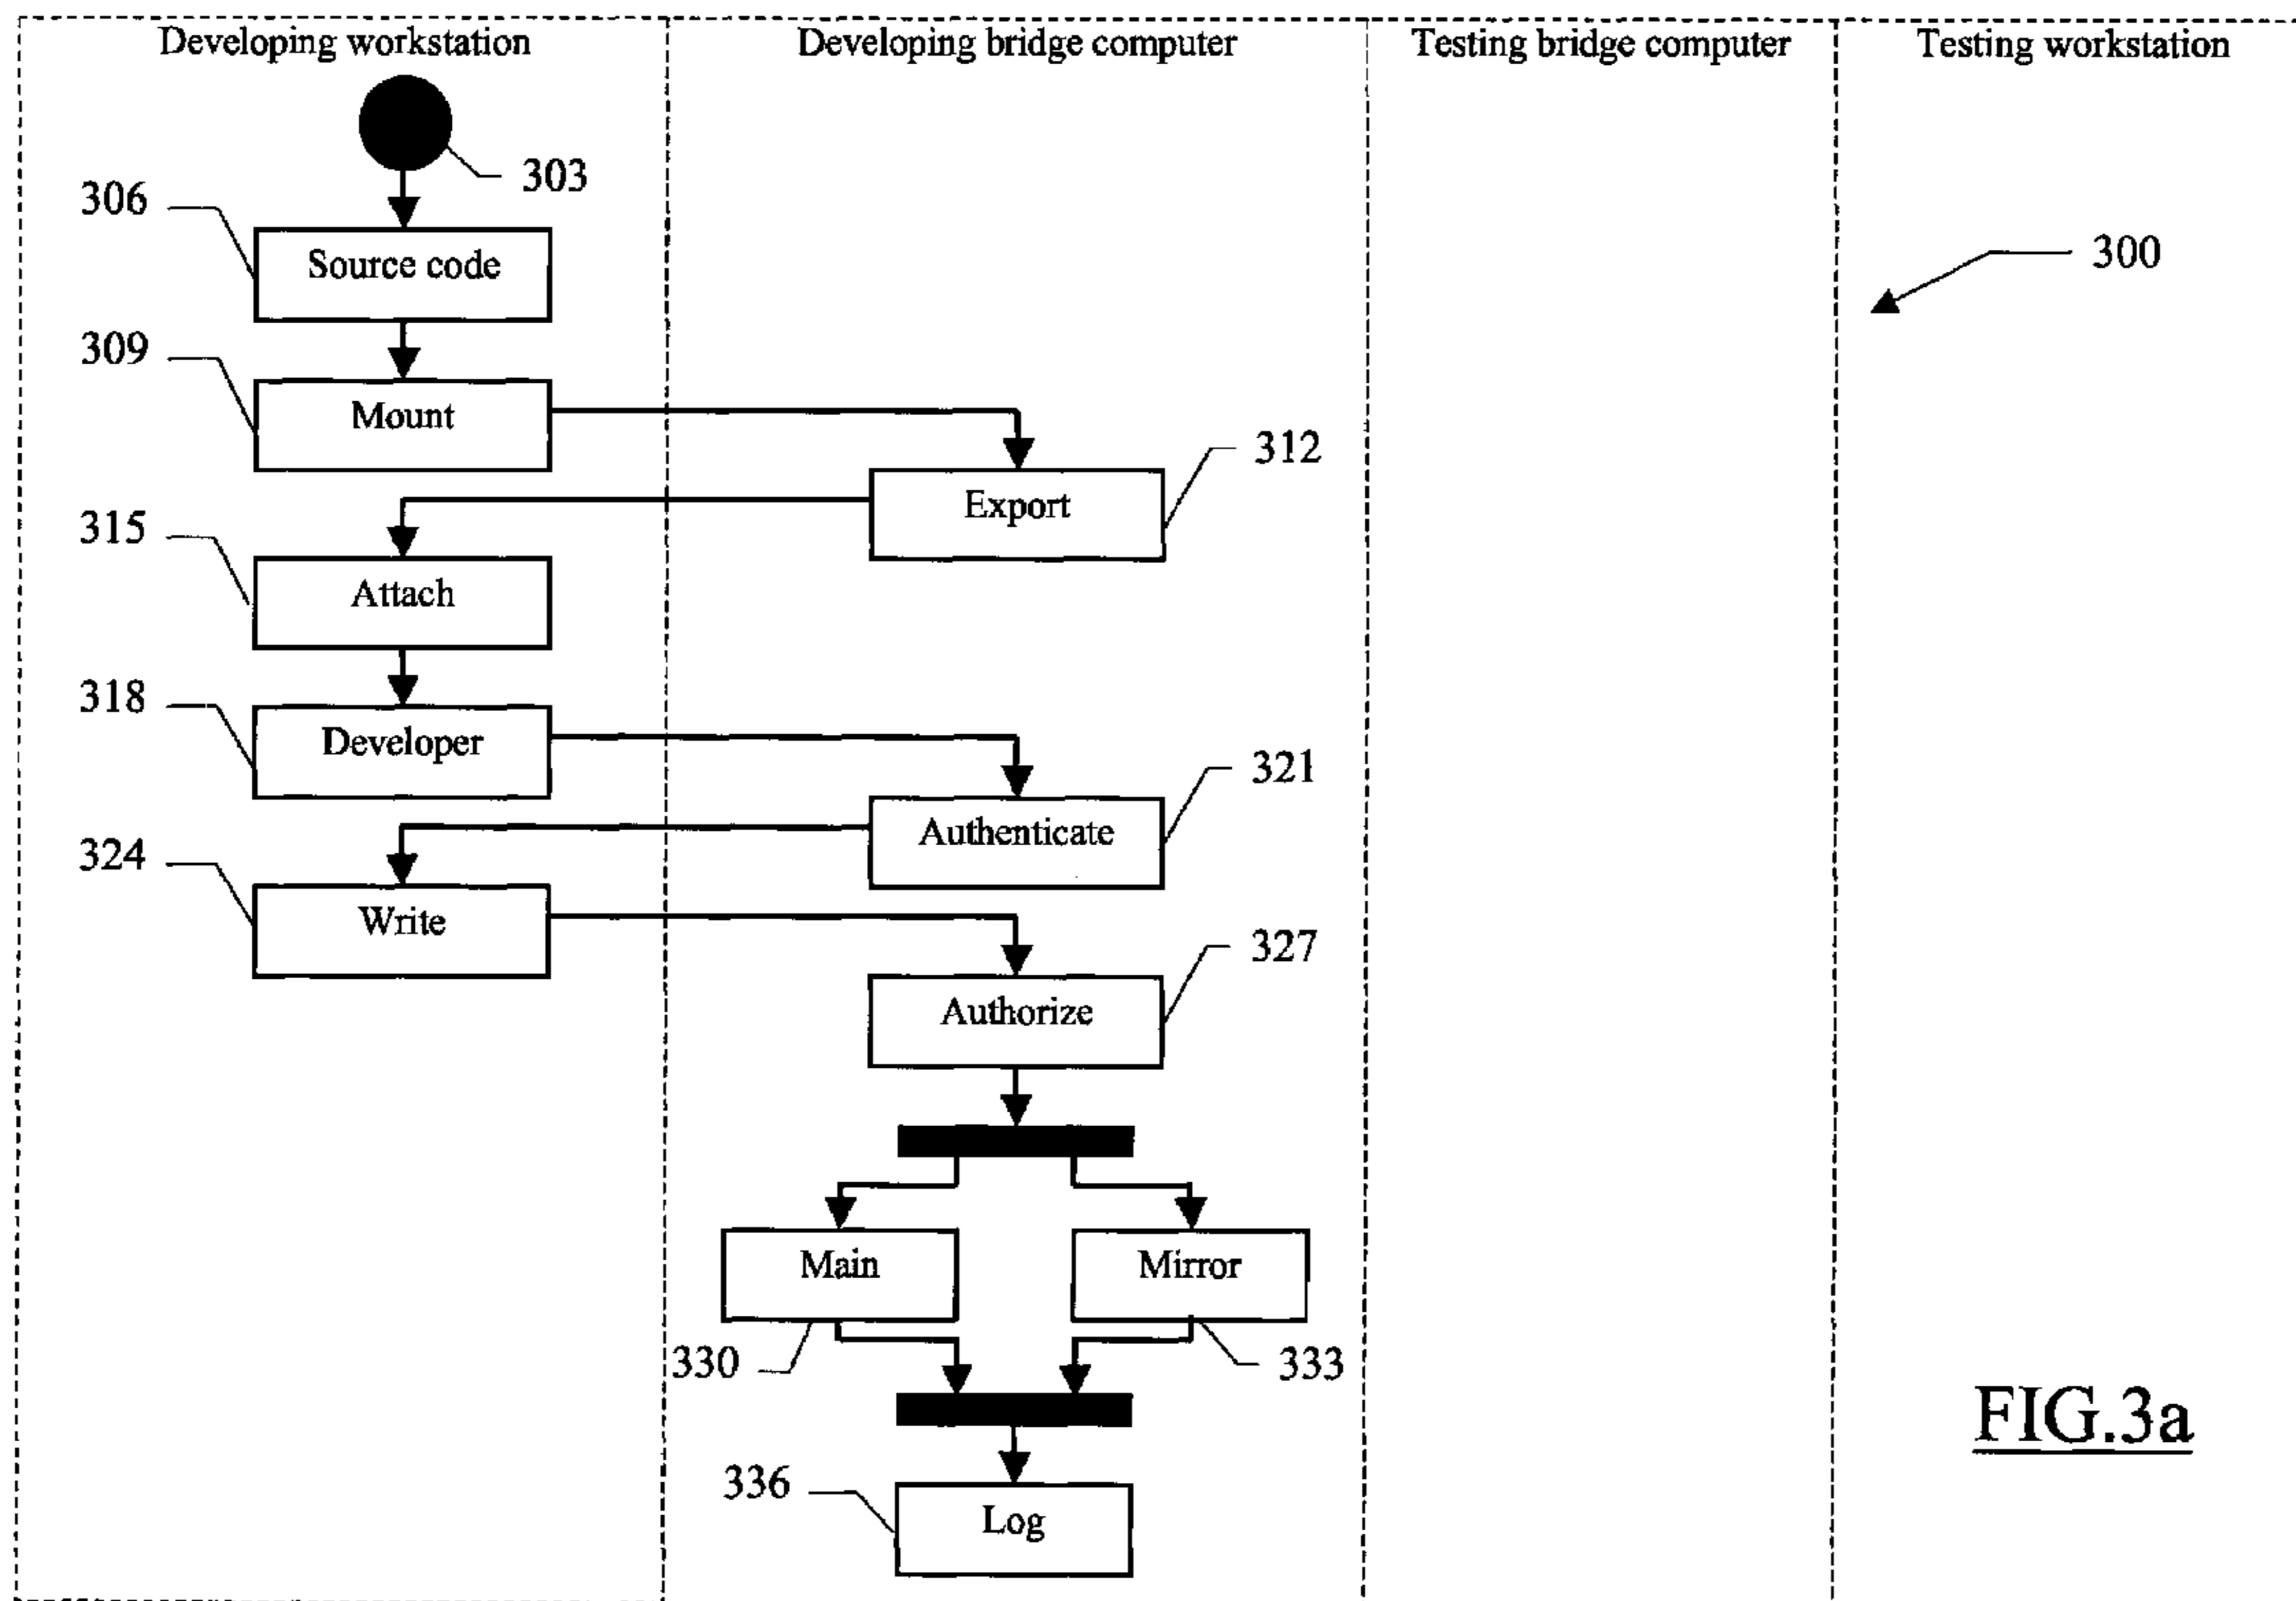 Developing workstation
Developing bridge computer
Testing bridge computer
Testing workstation
303
306
Source code
300
309
Mount
312
Export
315
Attach
318
Developer
321
Authenticate
324
Write
327
Authorize
Main
Mirror
330
333
FIG.3a
336
Log